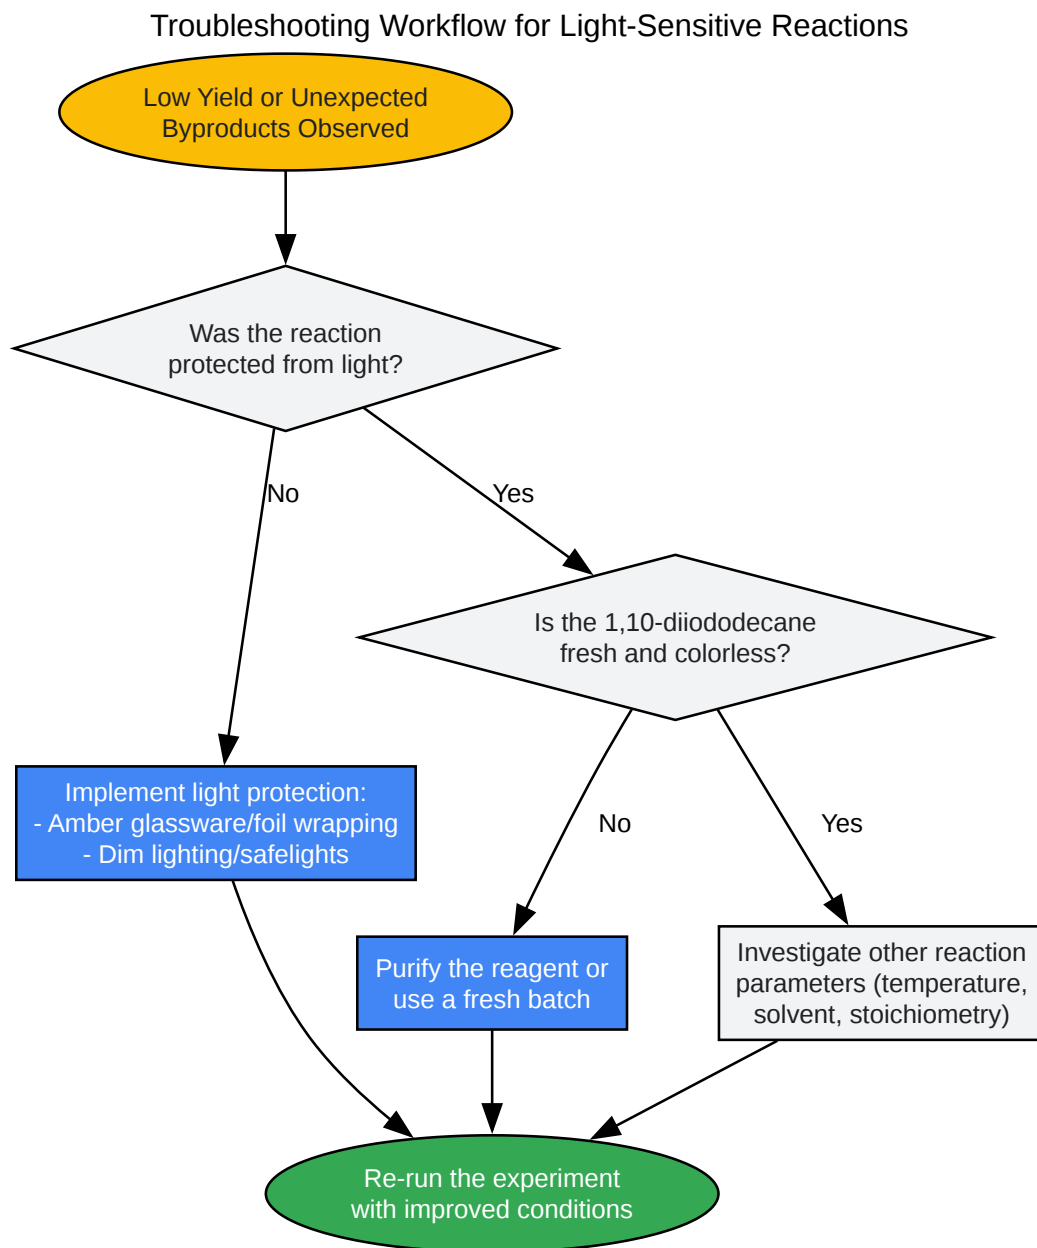 Troubleshooting Workflow for Light-Sensitive Reactions
Low Yield or Unexpected
Byproducts Observed
Was the reaction
protected from light?
No
Yes
Is the 1,10-diiododecane
fresh and colorless?
Implement light protection:
- Amber glassware/foil wrapping
- Dim lighting/safelights
No
Yes
Purify the reagent or
use a fresh batch
Investigate other reaction
parameters (temperature,
solvent, stoichiometry)
Re-run the experiment
with improved conditions